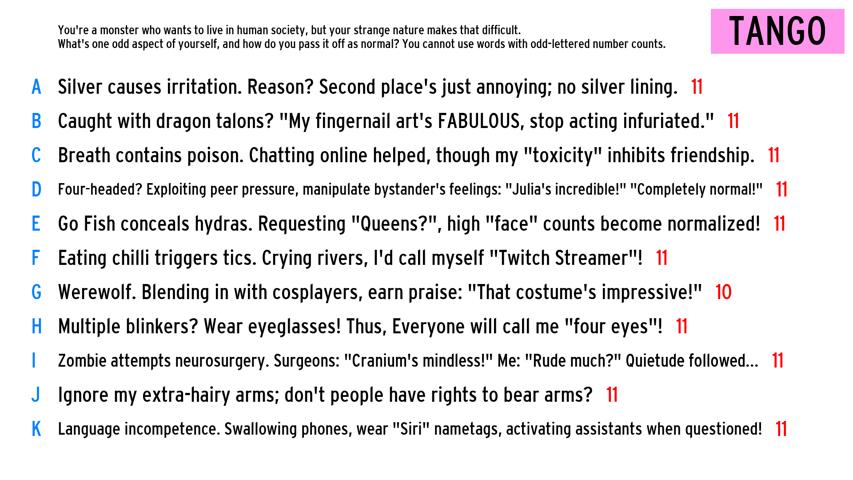 You're a monster who wants to live in human society, but your strange nature makes that difficult.
What's one odd aspect of yourself, and how do you pass it off as normal? You cannot use words with odd-lettered number counts.
TANGO
A Silver causes irritation. Reason? Second place's just annoying; no silver lining. 11
B Caught with dragon talons? "My fingernail art's FABULOUS, stop acting infuriated." 11
C Breath contains poison. Chatting online helped, though my "toxicity" inhibits friendship. 11
D Four-headed? Exploiting peer pressure, manipulate bystander's feelings: "Julia's incredible!" "Completely normal!" 11
E Go Fish conceals hydras. Requesting "Queens?", high "face" counts become normalized! 11
F Eating chilli triggers tics. Crying rivers, I'd call myself "Twitch Streamer"! 11
G Werewolf. Blending in with cosplayers, earn praise: "That costume's impressive!" 10
H Multiple blinkers? Wear eyeglasses! Thus, Everyone will call me "four eyes"! 11
I Zombie attempts neurosurgery. Surgeons: "Cranium's mindless!" Me: "Rude much?" Quietude followed... 11
J Ignore my extra-hairy arms; don't people have rights to bear arms? 11
K Language incompetence. Swallowing phones, wear "Siri" nametags, activating assistants when questioned! 11